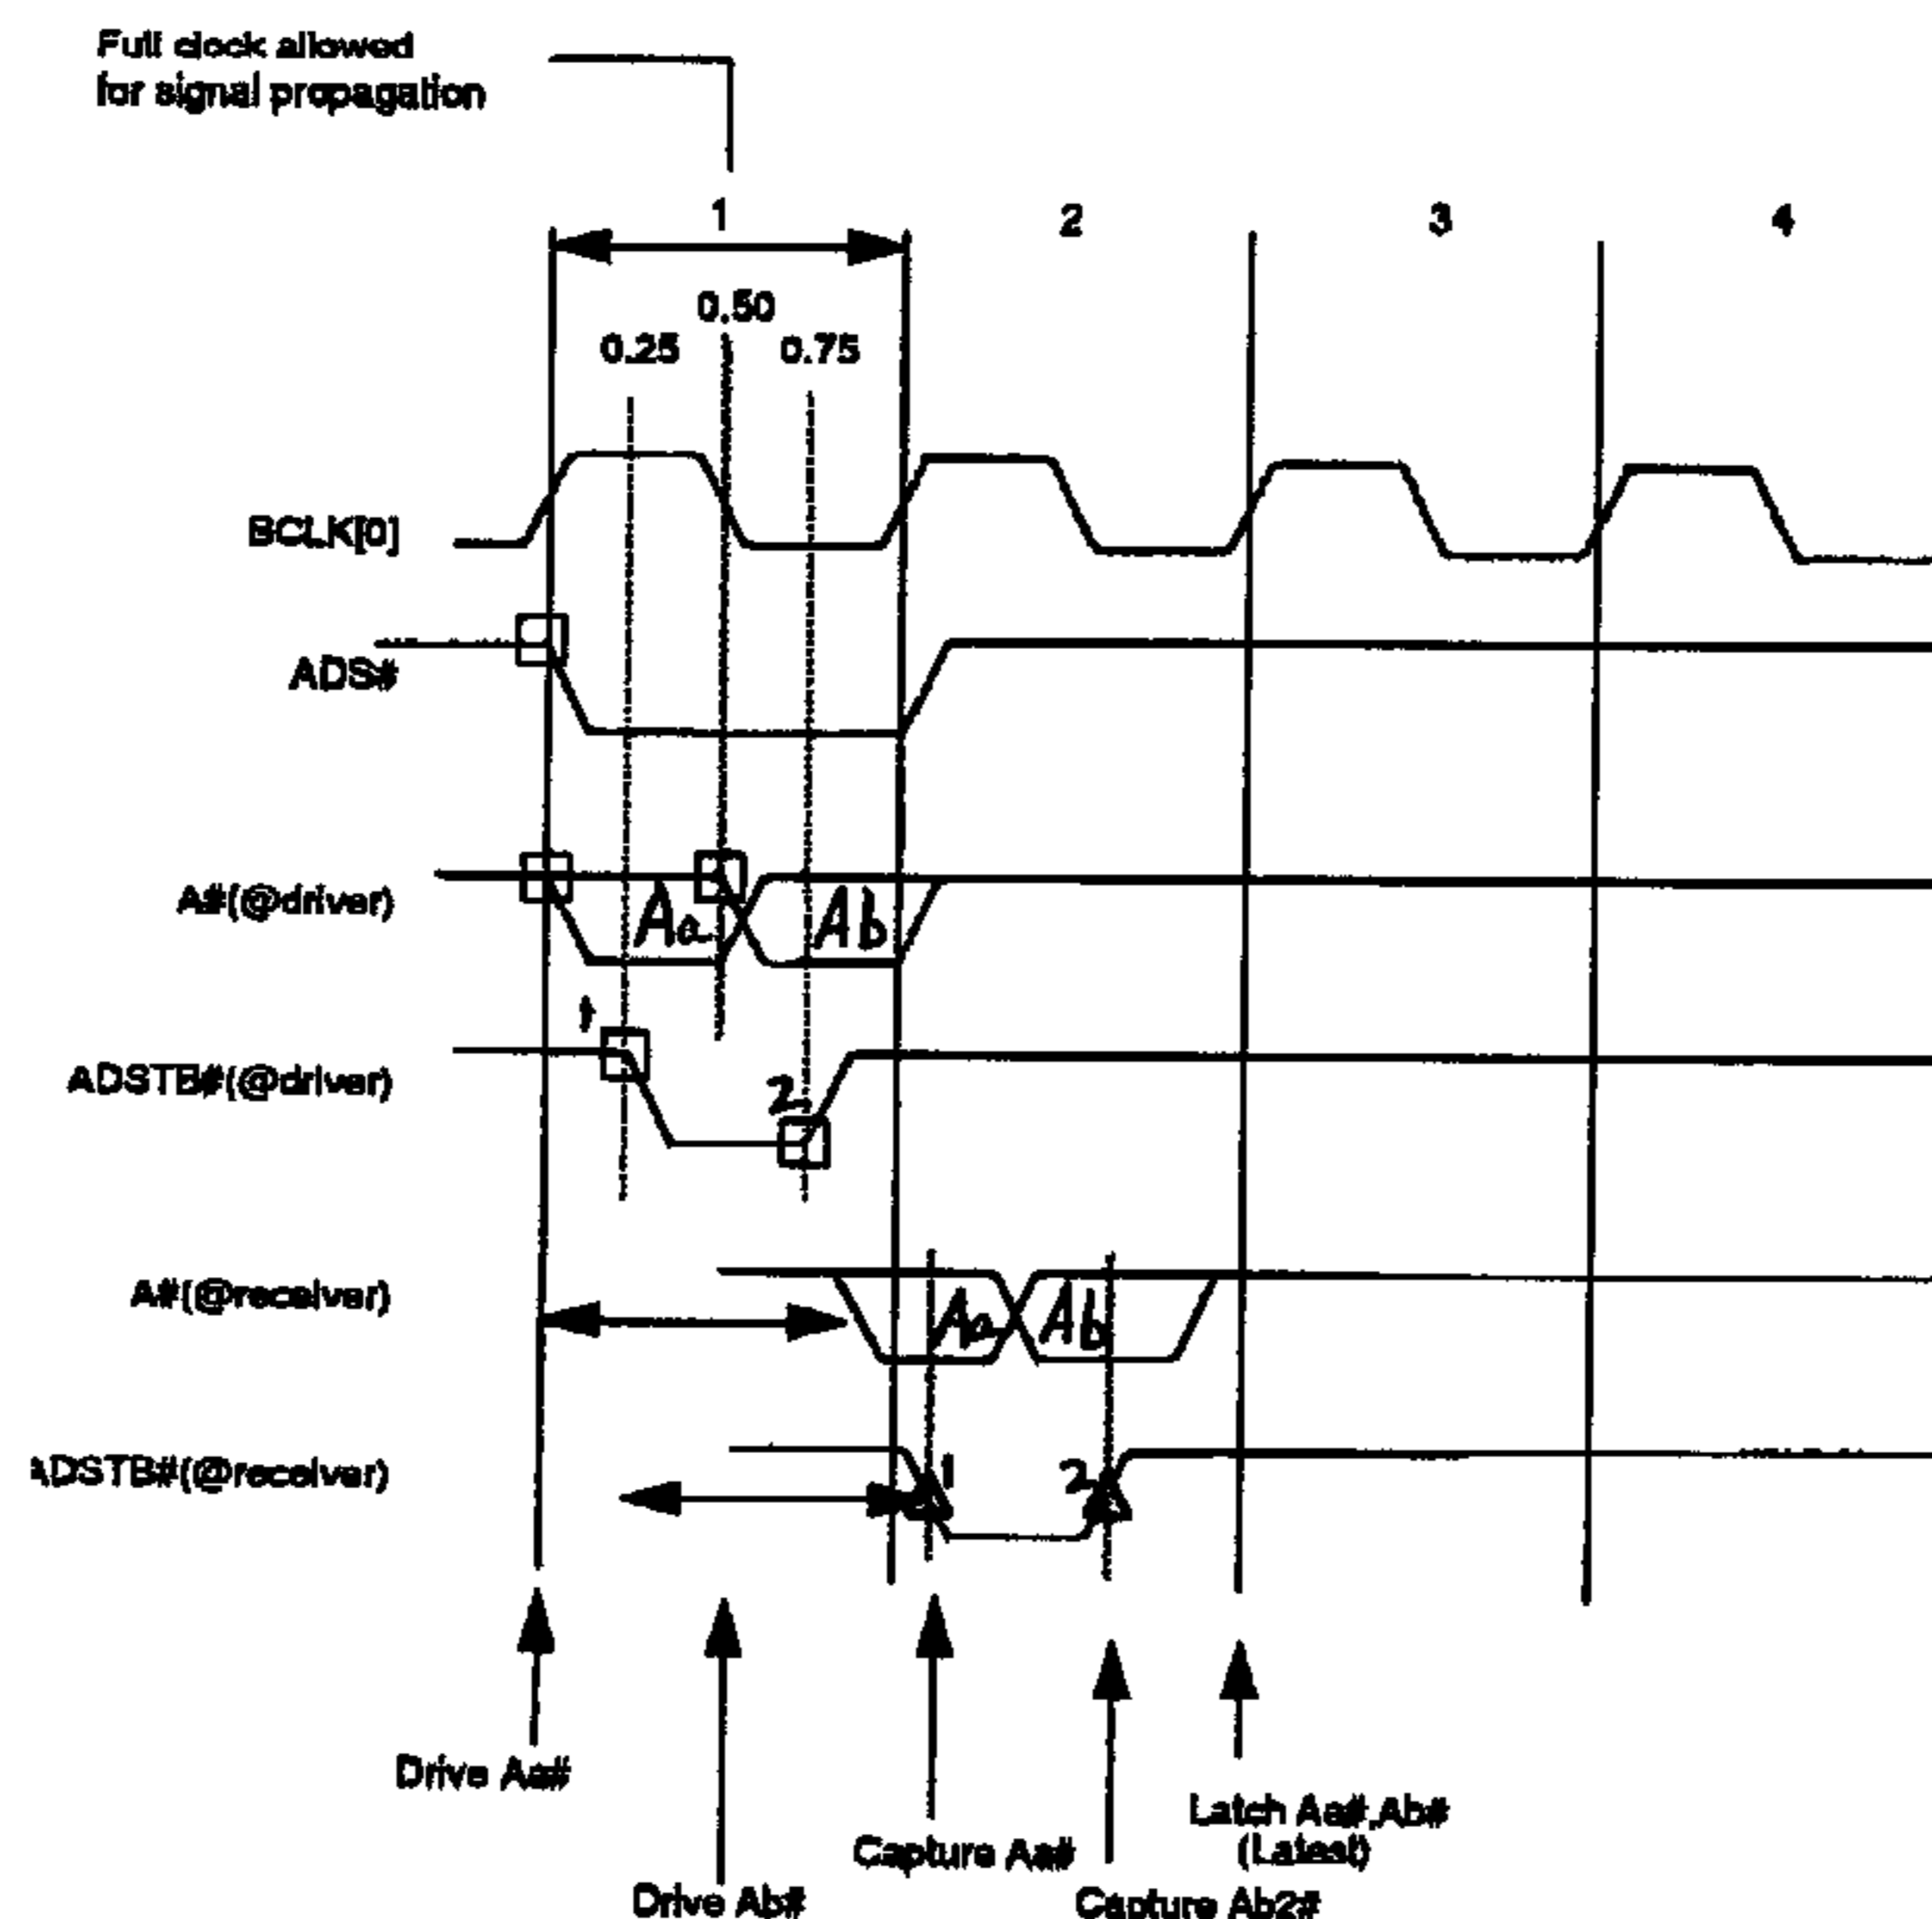 Full clock allowed
for signal propagation
1
2
3
4
0.50
0.25
0.75
BCLK[0]
ADS#
A#(@driver)
Aa
Ab
1
ADSTB#(@driver)
2
A#(@receiver)
Aa
Ab
ADSTB#(@receiver)
1
2
Drive Aa#
Latch Aa#,Ab#
(Latest)
Capture Aa#
Drive Ab#
Capture Ab2#